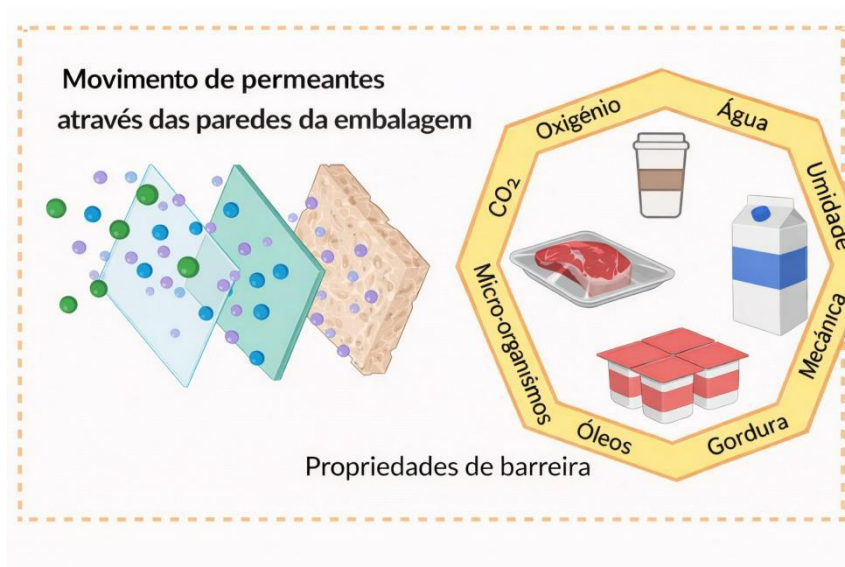 Movimento de permeantes
através das paredes da embalagem
Oxigénio
Água
Umidade
Mecánica
Gordura
Óleos
Micro-organismos
CO₂
Propriedades de barreira